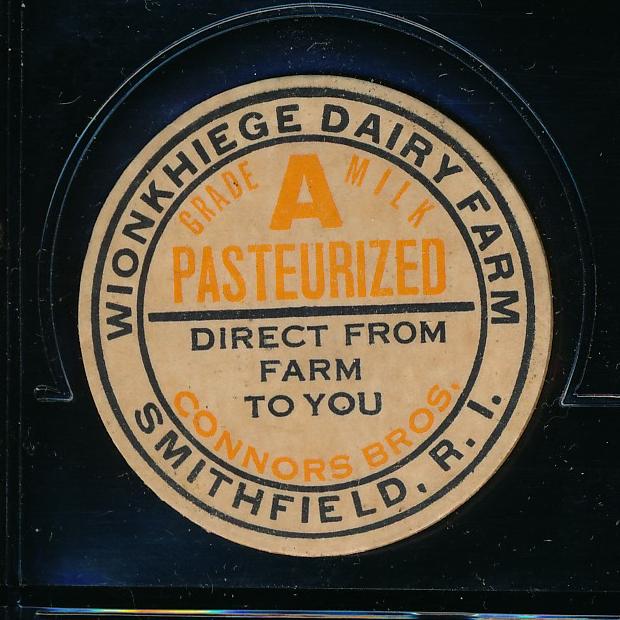 WIONKHIEGE DAIRY FARM
GRADE A MILK
PASTEURIZED
DIRECT FROM
FARM
TO YOU
CONNORS BROS.
SMITHFIELD, R. I.